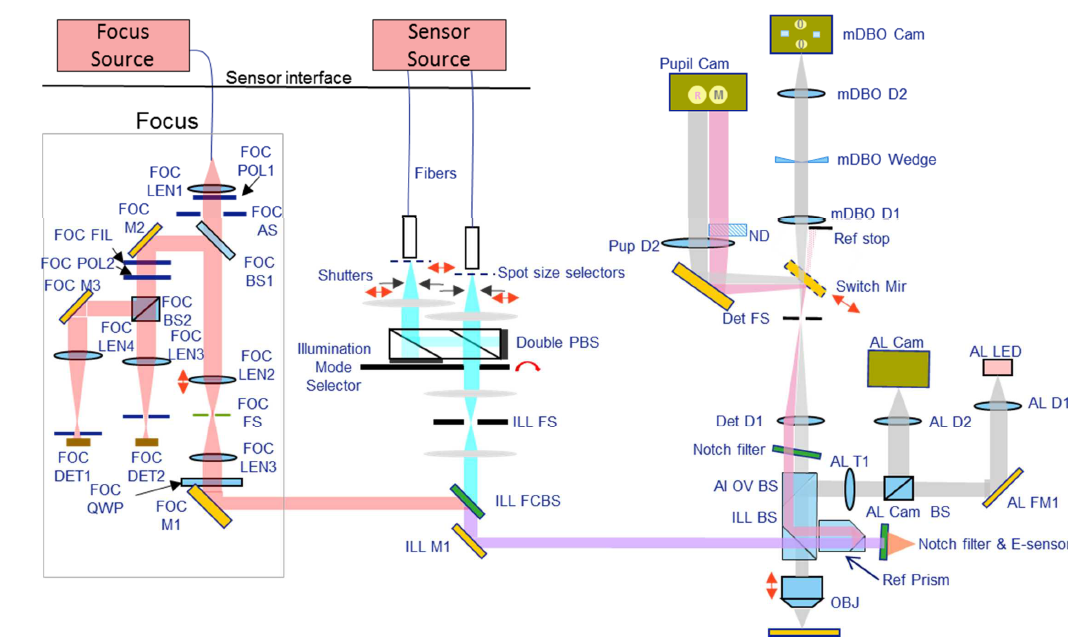 Focus
Source
Sensor
Source
Sensor interface
Focus
FOC
POL1
FOC
LEN1
FOC
AS
FOC
M2
FOC FIL
FOC POL2
FOC M3
FOC
BS1
FOC
BS2
FOC
LEN4
FOC
LEN3
FOC
LEN2
FOC
FS
FOC
LEN3
FOC
DET1
FOC
DET2
FOC
QWP
FOC
M1
Fibers
Shutters
Spot size selectors
Double PBS
Illumination
Mode
Selector
ILL FS
ILL FCBS
ILL M1
Pupil Cam
R
M
mDBO Cam
mDBO D2
mDBO Wedge
mDBO D1
Ref stop
ND
Pup D2
Switch Mir
Det FS
AL Cam
AL LED
Det D1
AL D2
AL D1
Notch filter
AL T1
AI OV BS
ILL BS
AL Cam BS
AL FM1
Notch filter & E-sensor
Ref Prism
OBJ